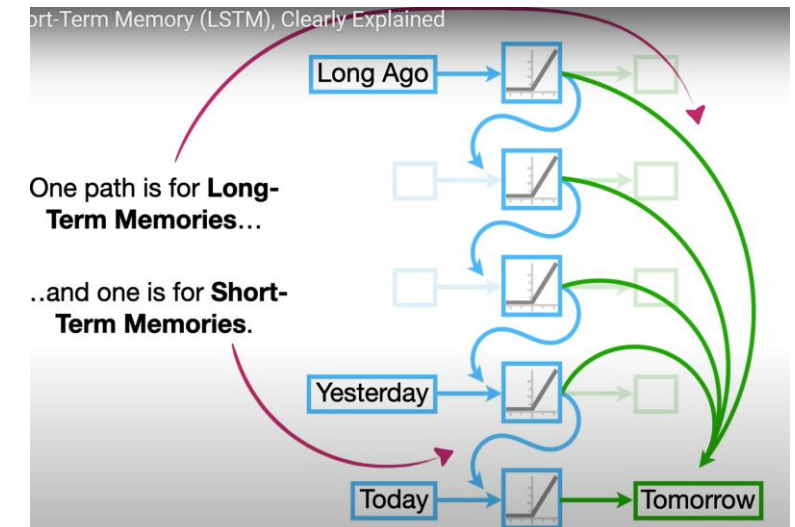 ort-Term Memory (LSTM), Clearly Explained
Long Ago
One path is for Long-
Term Memories...
..and one is for Short-
Term Memories.
Yesterday
Today
Tomorrow